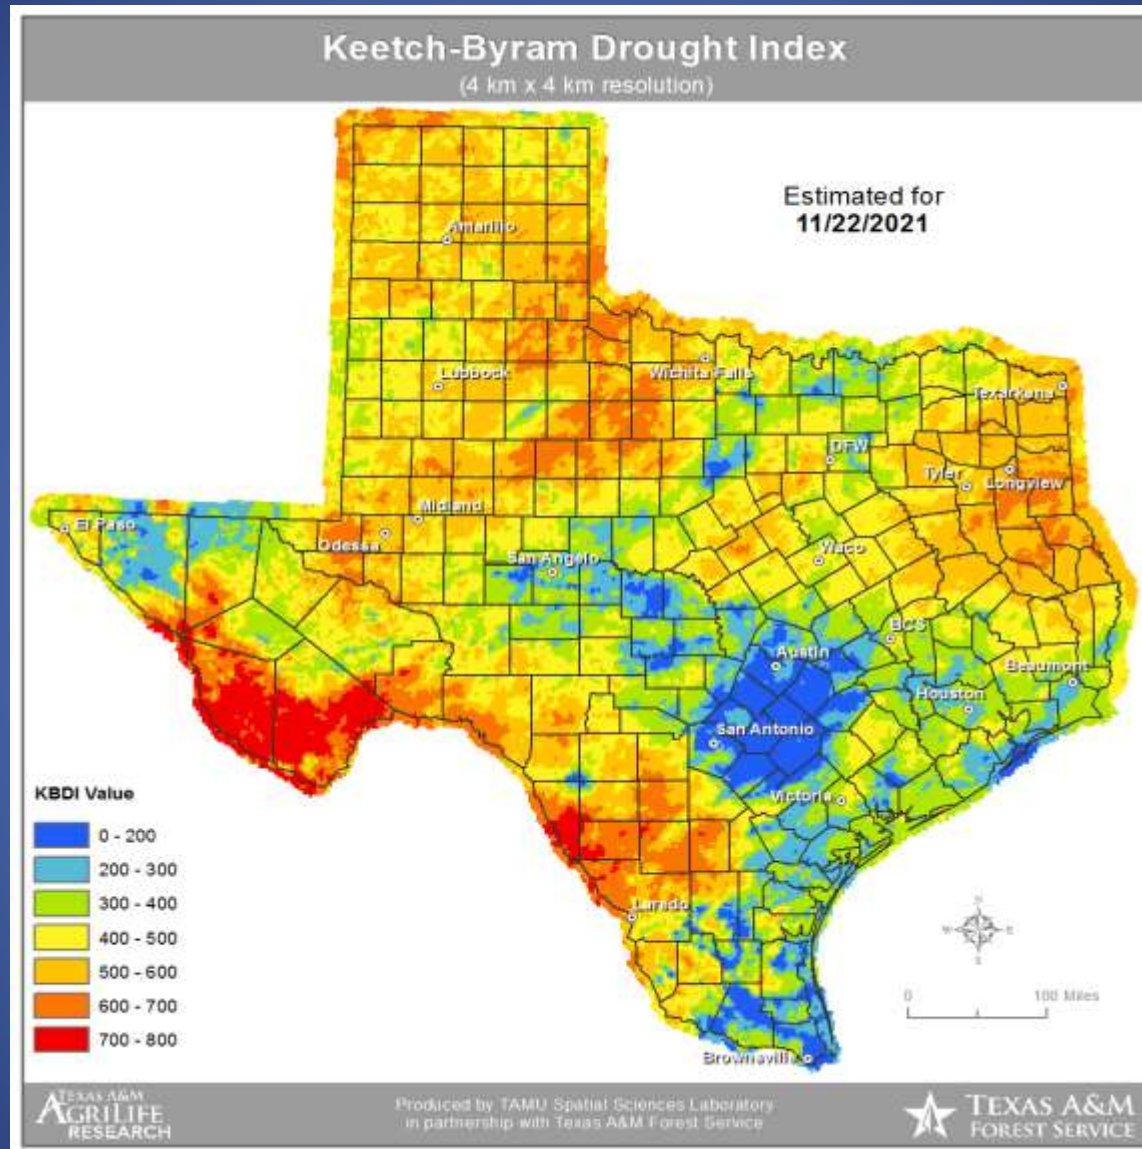 Keetch-Byram Drought Index
(4 km x 4 km resolution)
Estimated for
11/22/2021
Amarillo
Lubbock
Wichita Falls
Texarkana
DFW
Tyler
Longview
Midland
El Paso
Odessa
San Angelo
Waco
BCS
Austin
Beaumont
Houston
San Antonio
Victoria
Laredo
Brownsville
KBDI Value
0 - 200
200 - 300
300 - 400
400 - 500
500 - 600
600 - 700
700 - 800
N
W E
S
0 100 Miles
TEXAS A&M
AGRILIFE
RESEARCH
Produced by TAMU Spatial Sciences Laboratory
in partnership with Texas A&M Forest Service
TEXAS A&M
FOREST SERVICE